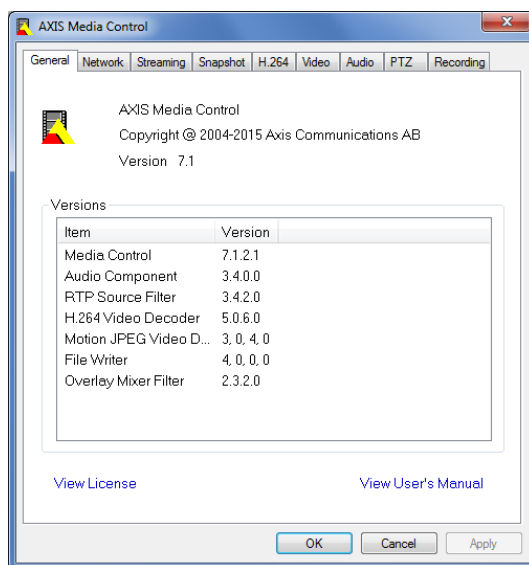 AXIS Media Control
General Network Streaming Snapshot H.264 Video Audio PTZ Recording
AXIS Media Control
Copyright @ 2004-2015 Axis Communications AB
Version 7.1
Versions
Item Version
Media Control 7.1.2.1
Audio Component 3.4.0.0
RTP Source Filter 3.4.2.0
H.264 Video Decoder 5.0.6.0
Motion JPEG Video D... 3, 0, 4, 0
File Writer 4, 0, 0, 0
Overlay Mixer Filter 2.3.2.0
View License View User's Manual
OK Cancel Apply